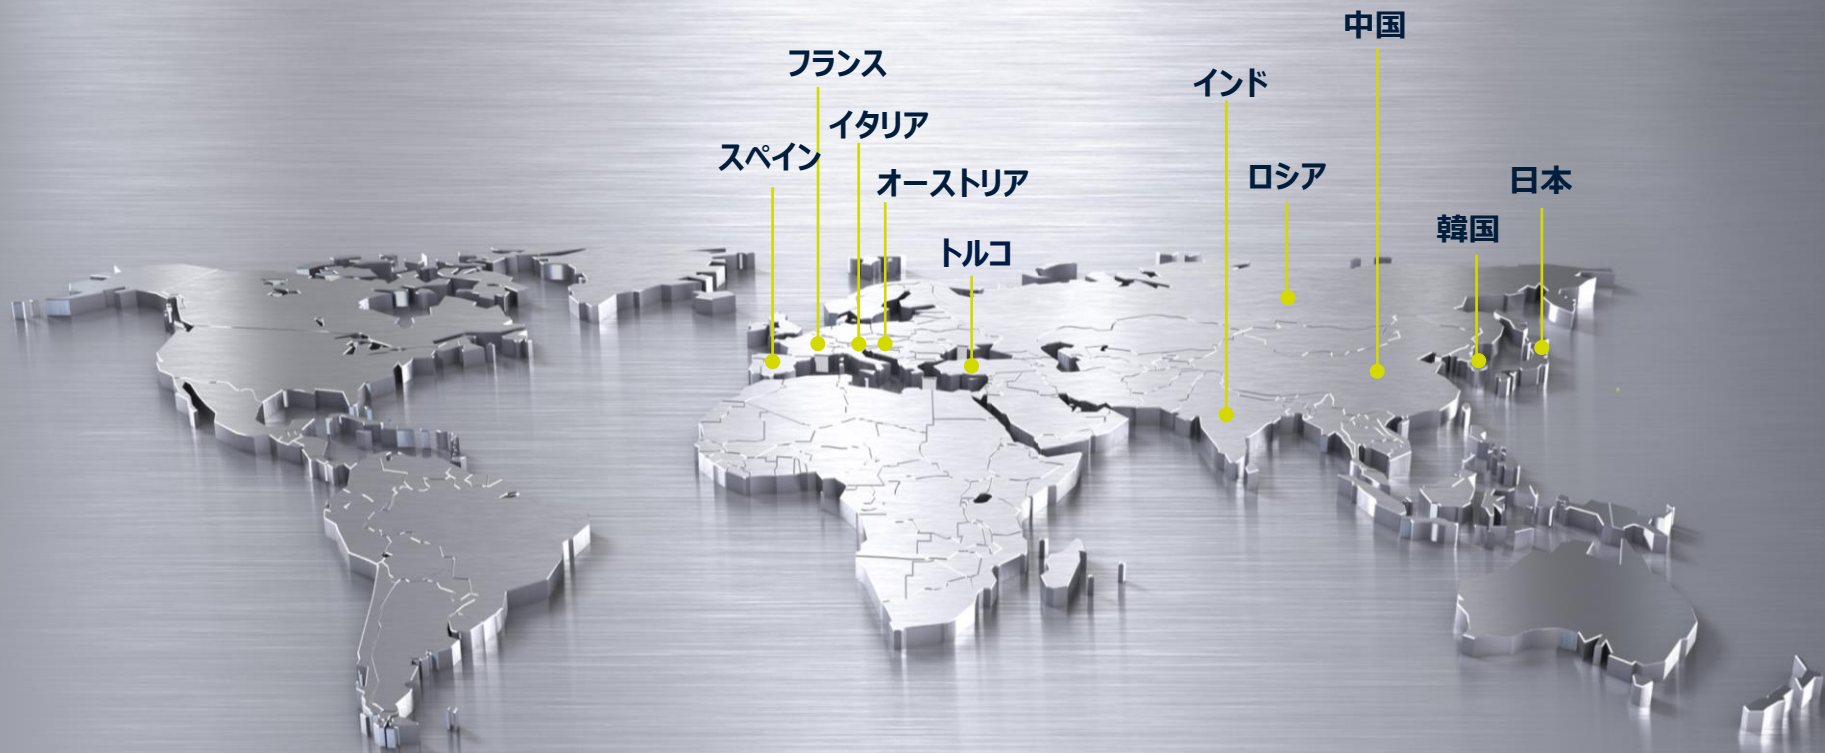 中国
フランス
インド
イタリア
スペイン
ロシア
オーストリア
日本
韓国
トルコ